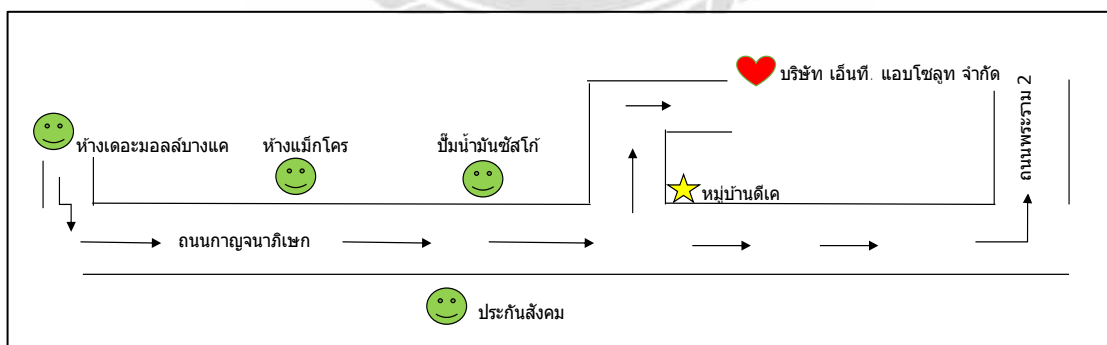 บริษัท เอ็นที. แอบโซลูท จำกัด
ถนนพระราม 2
ห้างเดอะมอลล์บางแค
ห้างแม็กโคร
ปั๊มน้ำมันซัสโก้
หมู่บ้านดีเค
ถนนกาญจนาภิเษก
ประกันสังคม